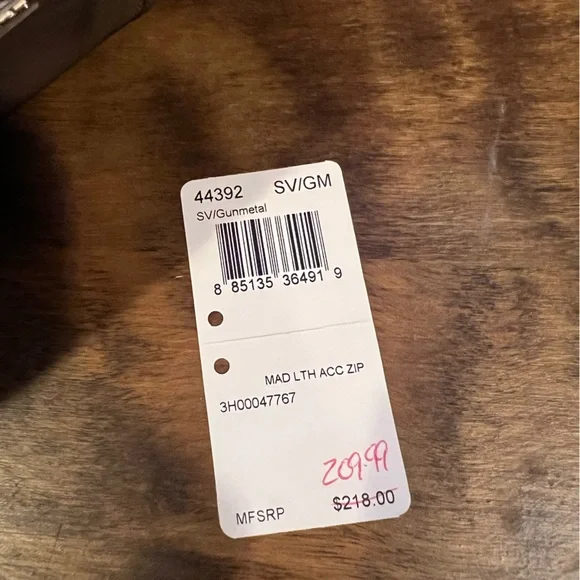 44392 SV/GM
SV/Gunmetal
8 85135 36491 9
MAD LTH ACC ZIP
3H00047767
209.99
MFSRP $218.00